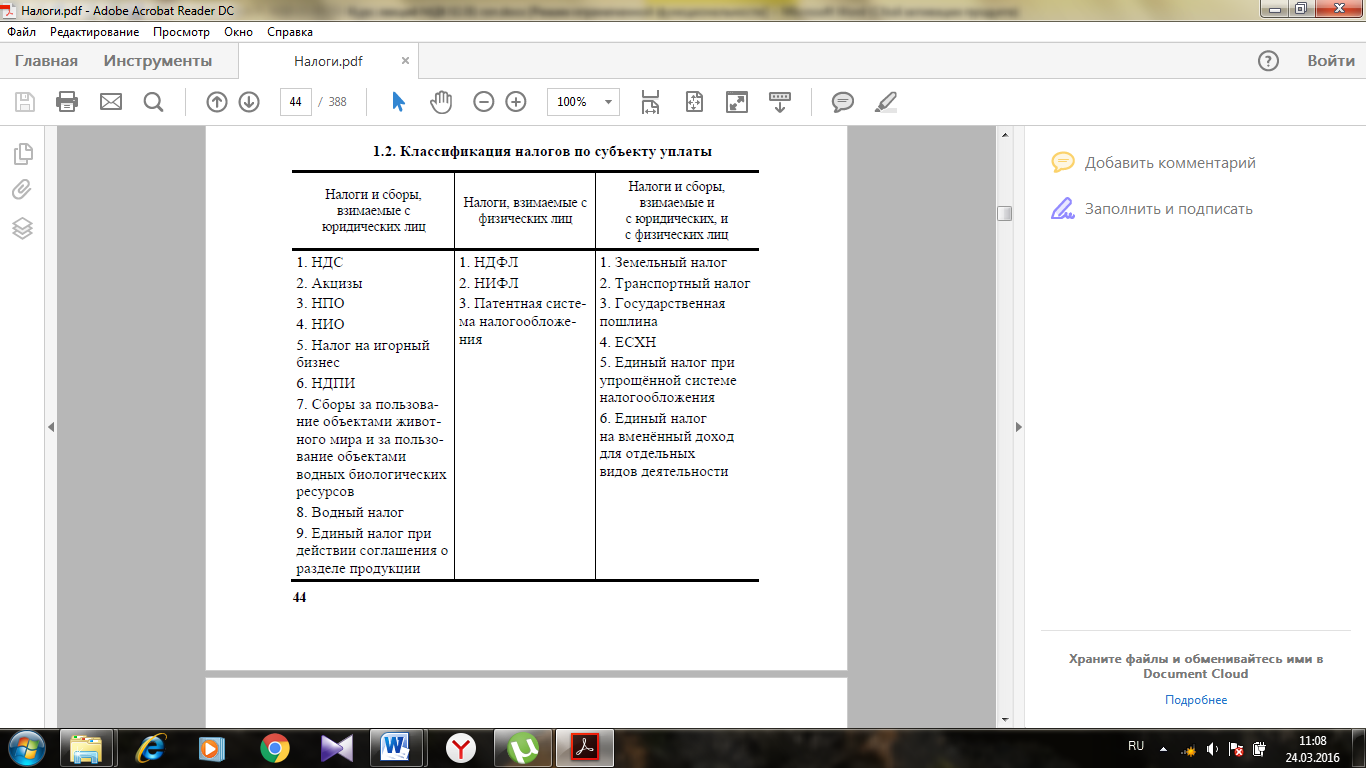 Налоги.pdf - Adobe Acrobat Reader DC
Файл Редактирование Просмотр Окно Справка
Главная Инструменты Налоги.pdf × ? Войти
44 / 388 100%
1.2. Классификация налогов по субъекту уплаты
Налоги и сборы,
взимаемые с
юридических лиц
Налоги, взимаемые с
физических лиц
Налоги и сборы,
взимаемые и
с юридических, и
с физических лиц
1. НДС
2. Акцизы
3. НПО
4. НИО
5. Налог на игорный
бизнес
6. НДПИ
7. Сборы за пользова-
ние объектами живот-
ного мира и за пользо-
вание объектами
водных биологических
ресурсов
8. Водный налог
9. Единый налог при
действии соглашения о
разделе продукции
1. НДФЛ
2. НИФЛ
3. Патентная систе-
ма налогообложе-
ния
1. Земельный налог
2. Транспортный налог
3. Государственная
пошлина
4. ЕСХН
5. Единый налог при
упрощённой системе
налогообложения
6. Единый налог
на вменённый доход
для отдельных
видов деятельности
44
Добавить комментарий
Заполнить и подписать
Храните файлы и обменивайтесь ими в
Document Cloud
Подробнее
RU
11:08
24.03.2016